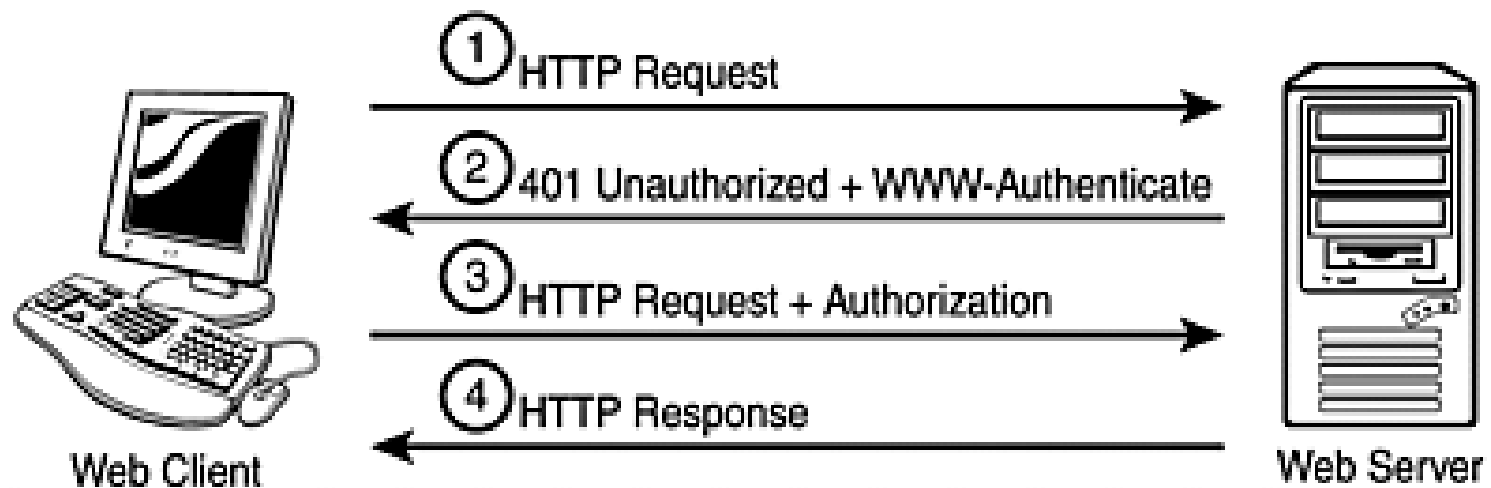 1 HTTP Request
2 401 Unauthorized + WWW-Authenticate
3 HTTP Request + Authorization
4 HTTP Response
Web Client
Web Server